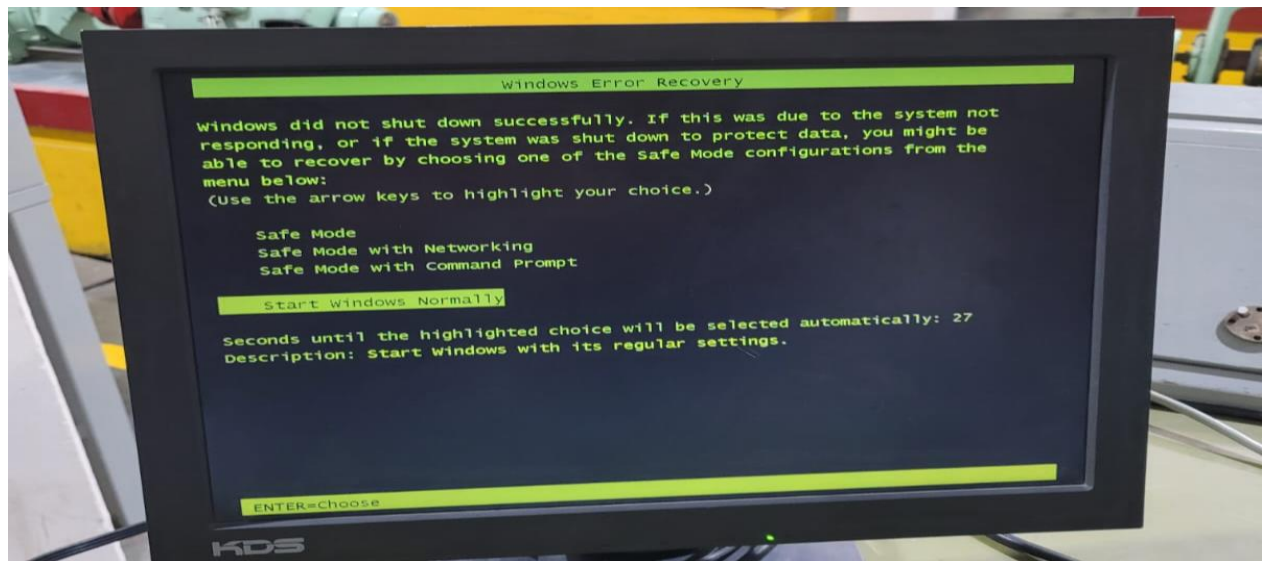 Windows Error Recovery
Windows did not shut down successfully. If this was due to the system not
responding, or if the system was shut down to protect data, you might be
able to recover by choosing one of the Safe Mode configurations from the
menu below:
(Use the arrow keys to highlight your choice.)
Safe Mode
Safe Mode with Networking
Safe Mode with Command Prompt
Start Windows Normally
Seconds until the highlighted choice will be selected automatically: 27
Description: Start Windows with its regular settings.
ENTER=Choose
KDS